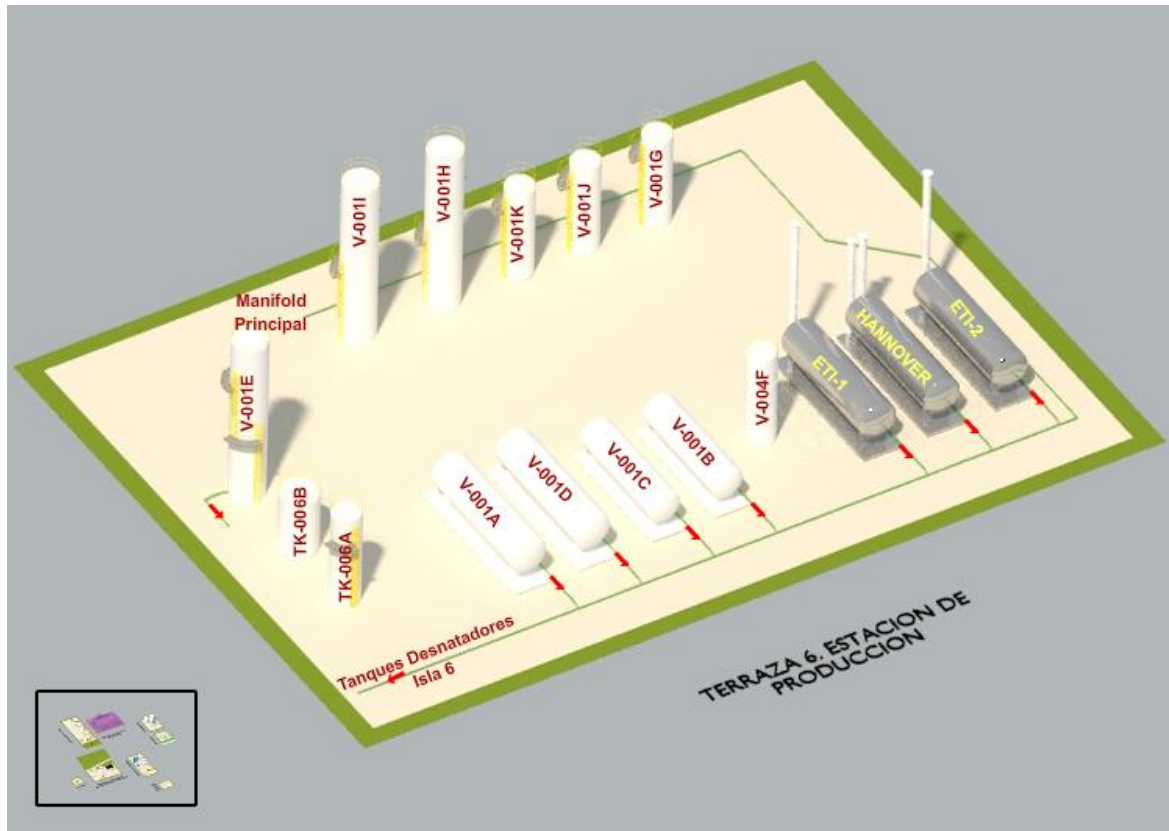 V-001I
V-001H
V-001K
V-001J
V-001G
Manifold
Principal
V-001E
ETI-1
HANNOVER
ETI-2
V-004F
V-001A
V-001D
V-001C
V-001B
TK-006B
TK-006A
Tanques Desnatadores
Isla 6
TERRAZA 6. ESTACION DE
PRODUCCION